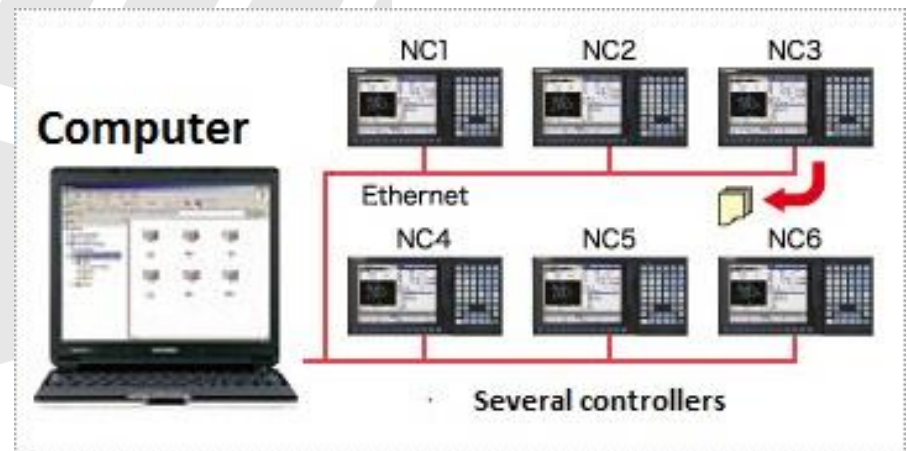 NC1 NC2 NC3
Computer
Ethernet
NC4 NC5 NC6
Several controllers